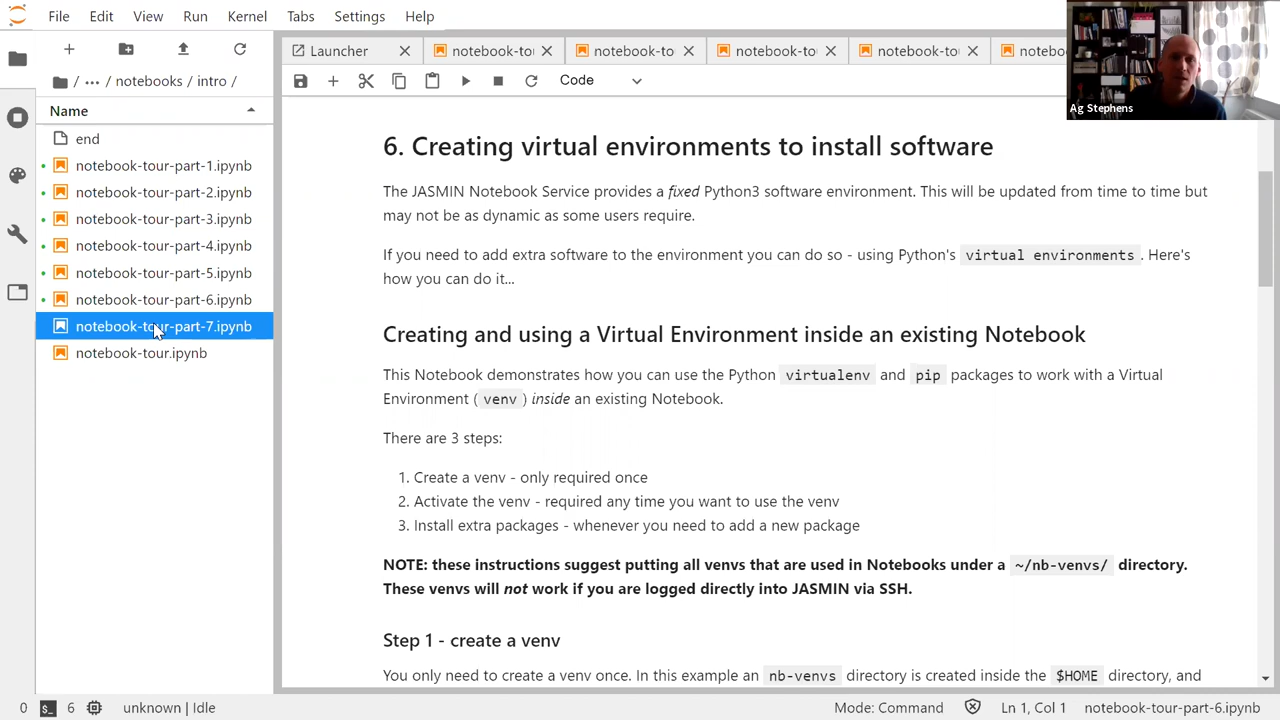 File Edit View Run Kernel Tabs Settings Help
Launcher
notebook-tou
notebook-to
notebook-to
notebook-to
noteb
/ ... / notebooks / intro /
Code
Ag Stephens
Name
end
notebook-tour-part-1.ipynb
notebook-tour-part-2.ipynb
notebook-tour-part-3.ipynb
notebook-tour-part-4.ipynb
notebook-tour-part-5.ipynb
notebook-tour-part-6.ipynb
notebook-tour-part-7.ipynb
notebook-tour.ipynb
6. Creating virtual environments to install software
The JASMIN Notebook Service provides a fixed Python3 software environment. This will be updated from time to time but
may not be as dynamic as some users require.
If you need to add extra software to the environment you can do so - using Python's virtual environments. Here's
how you can do it...
Creating and using a Virtual Environment inside an existing Notebook
This Notebook demonstrates how you can use the Python virtualenv and pip packages to work with a Virtual
Environment ( venv ) inside an existing Notebook.
There are 3 steps:
1. Create a venv - only required once
2. Activate the venv - required any time you want to use the venv
3. Install extra packages - whenever you need to add a new package
NOTE: these instructions suggest putting all venvs that are used in Notebooks under a ~/nb-venvs/ directory.
These venvs will not work if you are logged directly into JASMIN via SSH.
Step 1 - create a venv
You only need to create a venv once. In this example an nb-venvs directory is created inside the $HOME directory, and
0 $_ 6 unknown | Idle Mode: Command Ln 1, Col 1 notebook-tour-part-6.ipynb